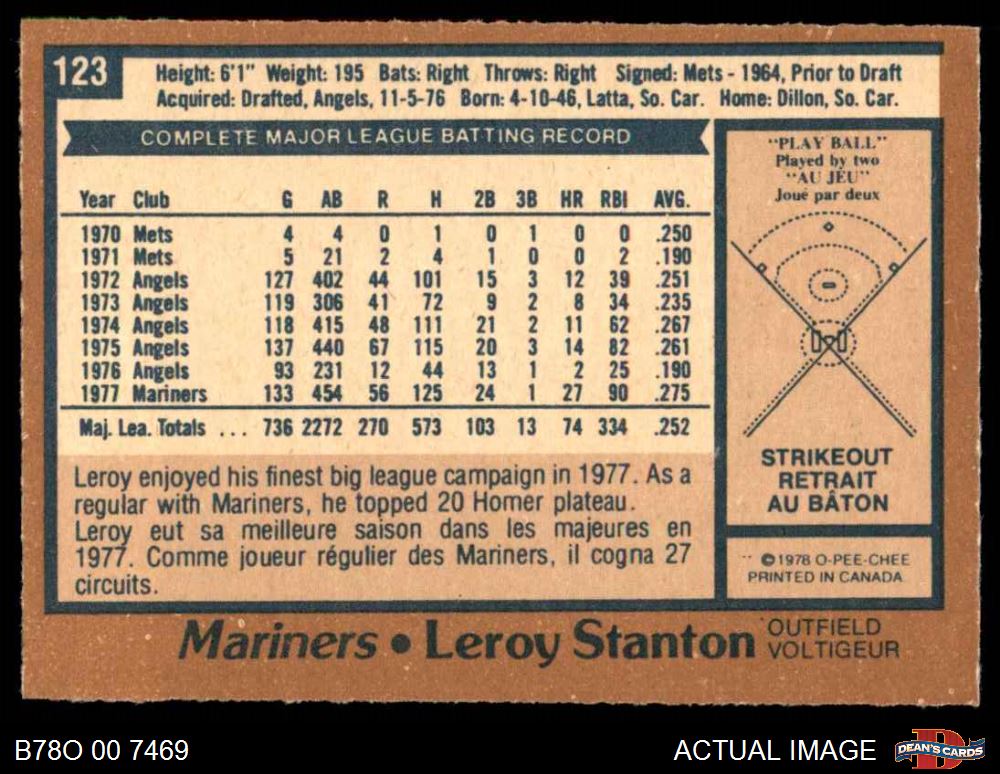 123
Height: 6'1" Weight: 195 Bats: Right Throws: Right Signed: Mets - 1964, Prior to Draft
Acquired: Drafted, Angels, 11-5-76 Born: 4-10-46, Latta, So. Car. Home: Dillon, So. Car.
COMPLETE MAJOR LEAGUE BATTING RECORD
Year Club G AB R H 2B 3B HR RBI AVG.
1970 Mets 4 4 0 1 0 1 0 0 .250
1971 Mets 5 21 2 4 1 0 0 2 .190
1972 Angels 127 402 44 101 15 3 12 39 .251
1973 Angels 119 306 41 72 9 2 8 34 .235
1974 Angels 118 415 48 111 21 2 11 62 .267
1975 Angels 137 440 67 115 20 3 14 82 .261
1976 Angels 93 231 12 44 13 1 2 25 .190
1977 Mariners 133 454 56 125 24 1 27 90 .275
Maj. Lea. Totals ... 736 2272 270 573 103 13 74 334 .252
Leroy enjoyed his finest big league campaign in 1977. As a
regular with Mariners, he topped 20 Homer plateau.
Leroy eut sa meilleure saison dans les majeures en
1977. Comme joueur régulier des Mariners, il cogna 27
circuits.
"PLAY BALL"
Played by two
"AU JEU"
Joué par deux
STRIKEOUT
RETRAIT
AU BÂTON
©1978 O-PEE-CHEE
PRINTED IN CANADA
Mariners • Leroy Stanton OUTFIELD
VOLTIGEUR
B78O 00 7469
ACTUAL IMAGE
DEAN'S CARDS